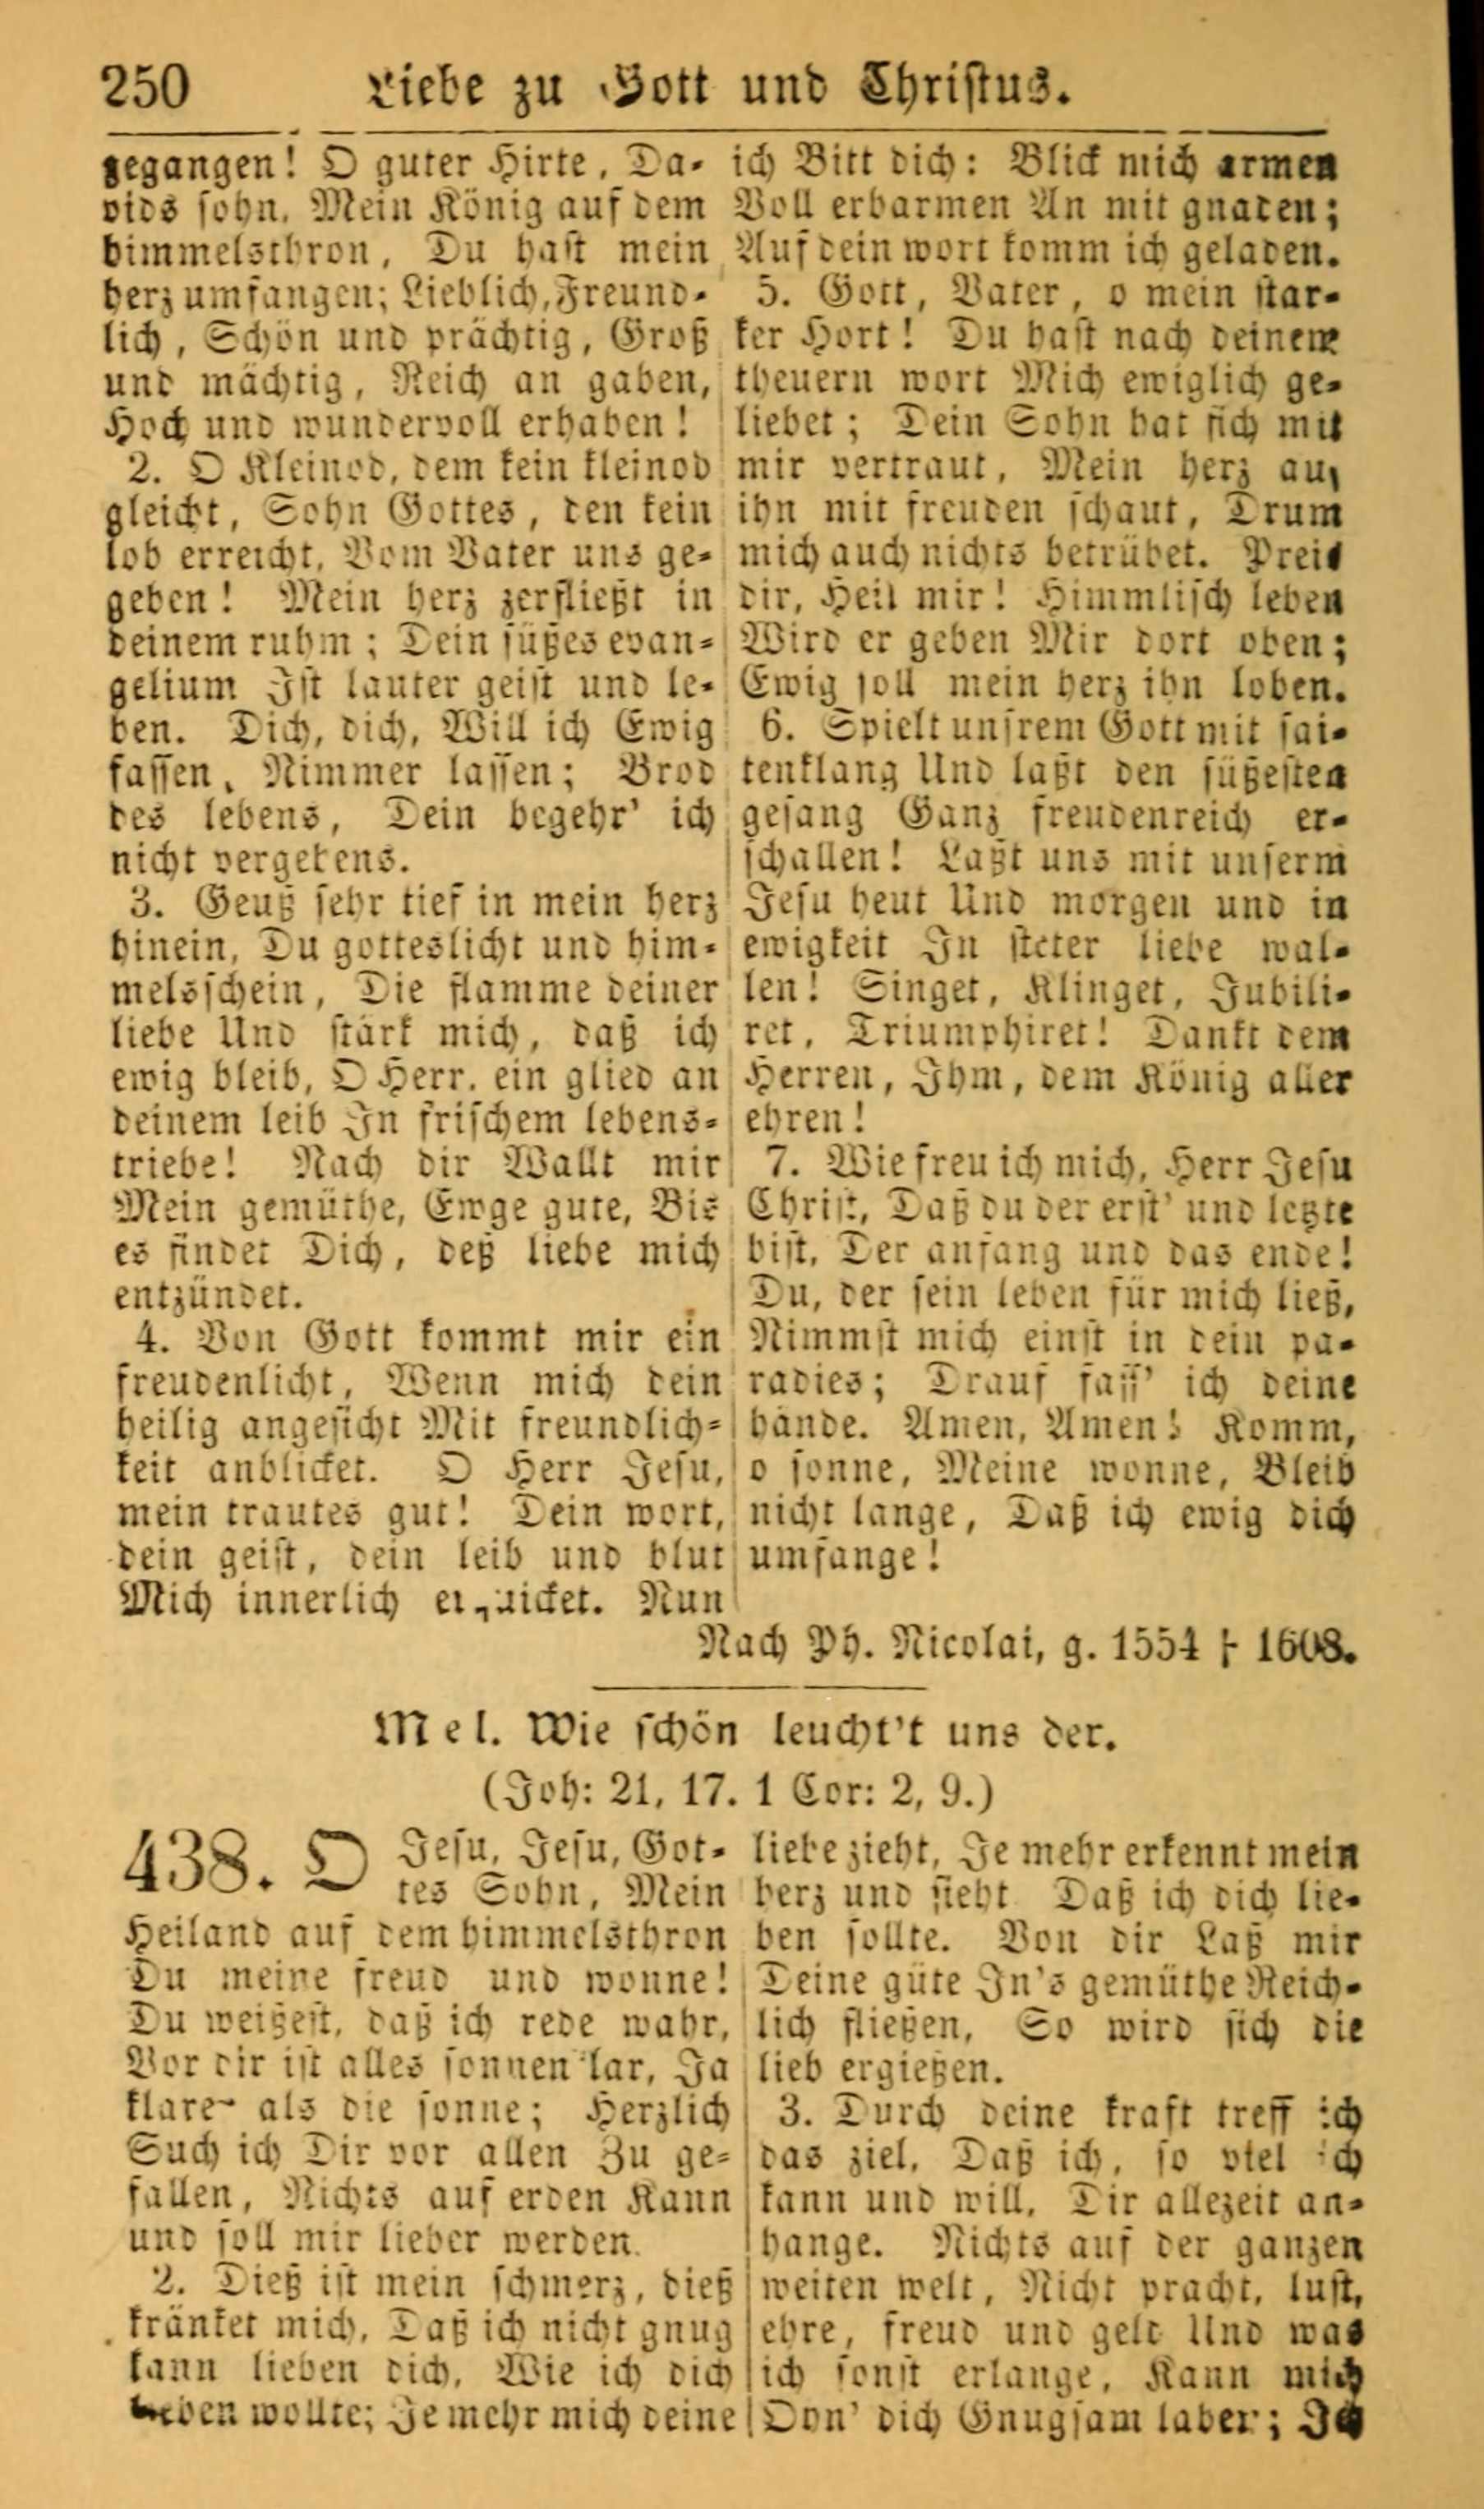 250 Liebe zu Gott und Christus.
gegangen! O guter Hirte, Da-
vids sohn, Mein König auf dem
himmelsthron, Du hast mein
herz umfangen; Lieblich, Freund-
lich, Schön und prächtig, Groß
und mächtig, Reich an gaben,
Hoch und wundervoll erhaben!
2. O Kleinod, dem kein kleinod
gleicht, Sohn Gottes, den kein
lob erreicht, Vom Vater uns ge-
geben! Mein herz zerfließt in
deinem ruhm; Dein süßes evan-
gelium Ist lauter geist und le-
ben. Dich, dich, Will ich Ewig
fassen, Nimmer lassen; Brod
des lebens, Dein begehr' ich
nicht vergebens.
3. Geuß sehr tief in mein herz
hinein, Du gotteslicht und him-
melsschein, Die flamme deiner
liebe Und stärk mich, daß ich
ewig bleib, O Herr, ein glied an
deinem leib In frischem lebens-
triebe! Nach dir Wallt mir
Mein gemüthe, Ewge güte, Bis
es findet Dich, deß liebe mich
entzündet.
4. Von Gott kommt mir ein
freudenlicht, Wenn mich dein
heilig angesicht Mit freundlich-
keit anblicket. O Herr Jesu,
mein trautes gut! Dein wort,
dein geist, dein leib und blut
Mich innerlich erquicket. Nun
ich Bitt dich: Blick mich armen
Voll erbarmen An mit gnaden;
Auf dein wort komm ich geladen.
5. Gott, Vater, o mein star-
ker Hort! Du hast nach deinem
theuern wort Mich ewiglich ge-
liebet; Dein Sohn hat sich mit
mir vertraut, Mein herz auf
ihn mit freuden schaut, Drum
mich auch nichts betrübet. Preis
dir, Heil mir! Himmlisch leben
Wird er geben Mir dort oben;
Ewig soll mein herz ihn loben.
6. Spielt unsrem Gott mit sai-
tenklang Und laßt den süßesten
gesang Ganz freudenreich er-
schallen! Laßt uns mit unserm
Jesu heut Und morgen und in
ewigkeit In steter liebe wal-
len! Singet, Klinget, Jubili-
ret, Triumphiret! Dankt dem
Herren, Ihm, dem König aller
ehren!
7. Wie freu ich mich, Herr Jesu
Christ, Daß du der erst' und letzte
bist, Der anfang und das ende!
Du, der sein leben für mich ließ,
Nimmst mich einst in dein pa-
radies; Drauf fass' ich deine
hände. Amen, Amen! Komm,
o sonne, Meine wonne, Bleib
nicht lange, Daß ich ewig dich
umfange!
Nach Ph. Nicolai, g. 1554 † 1608.
Mel. Wie schön leucht't uns der.
(Joh: 21, 17. 1 Cor: 2, 9.)
438. O Jesu, Jesu, Got-
tes Sohn, Mein
Heiland auf dem himmelsthron
Du meine freud und wonne!
Du weißest, daß ich rede wahr,
Vor dir ist alles sonnenklar, Ja
klarer als die sonne; Herzlich
Such ich Dir vor allen Zu ge-
fallen, Nichts auf erden Kann
und soll mir lieber werden.
2. Dieß ist mein schmerz, dieß
kränket mich, Daß ich nicht gnug
kann lieben dich, Wie ich dich
lieben wollte; Je mehr mich deine
liebe zieht, Je mehr erkennt mein
herz und sieht Daß ich dich lie-
ben sollte. Von dir Laß mir
Deine güte In's gemüthe Reich-
lich fließen, So wird sich die
lieb ergießen.
3. Durch deine kraft treff ich
das ziel, Daß ich, so viel ich
kann und will, Dir allezeit an-
hange. Nichts auf der ganzen
weiten welt, Nicht pracht, lust,
ehre, freud und geld Und was
ich sonst erlange, Kann mich
Ohn' dich Gnugsam laben; Ich